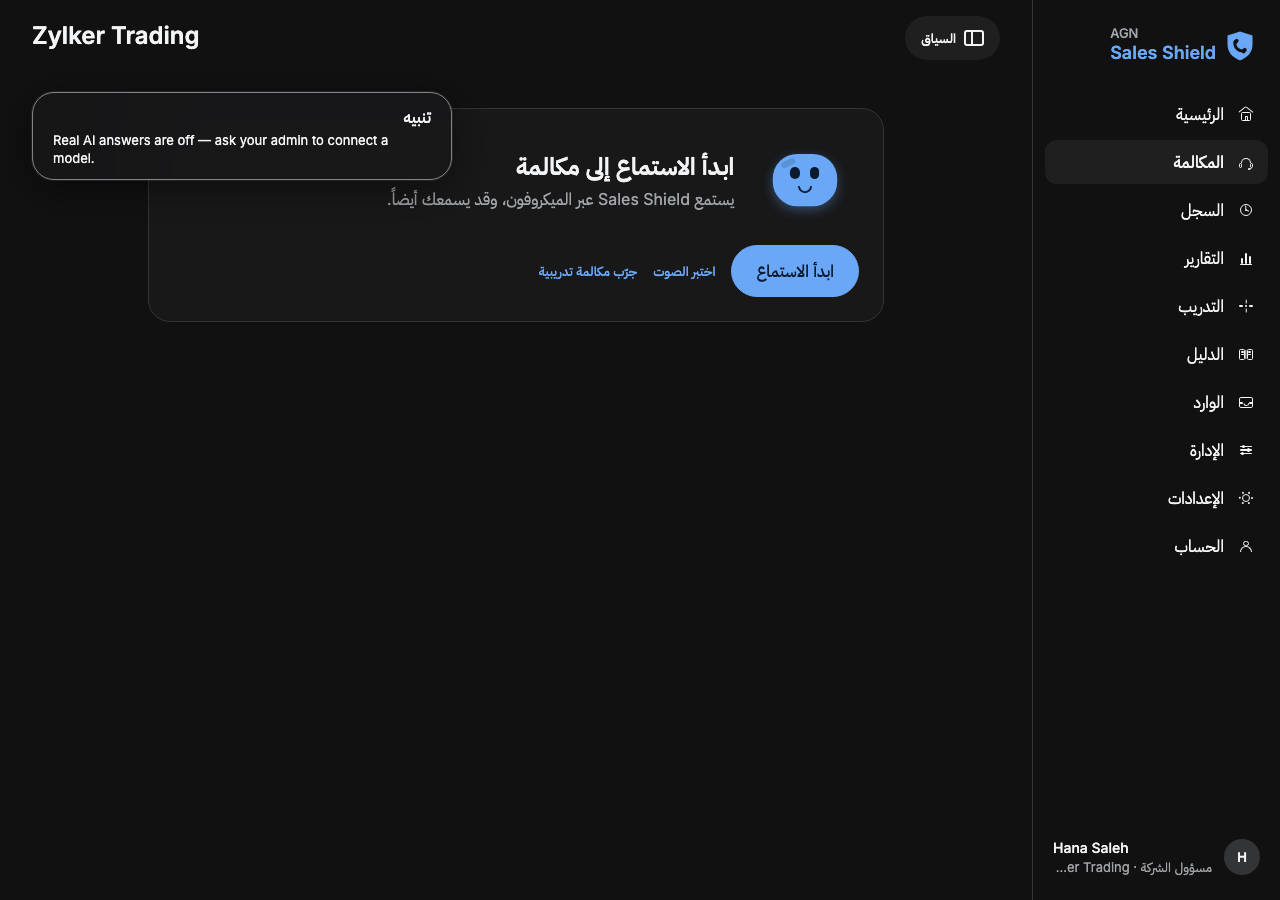 AGN
Sales Shield
الرئيسية
المكالمة
السجل
التقارير
التدريب
الدليل
الوارد
الإدارة
الإعدادات
الحساب
Hana Saleh
مسؤول الشركة · er Trading...
H
السياق
Zylker Trading
تنبيه
Real AI answers are off — ask your admin to connect a
model.
ابدأ الاستماع إلى مكالمة
يستمع Sales Shield عبر الميكروفون، وقد يسمعك أيضاً.
ابدأ الاستماع
اختبر الصوت
جرّب مكالمة تدريبية